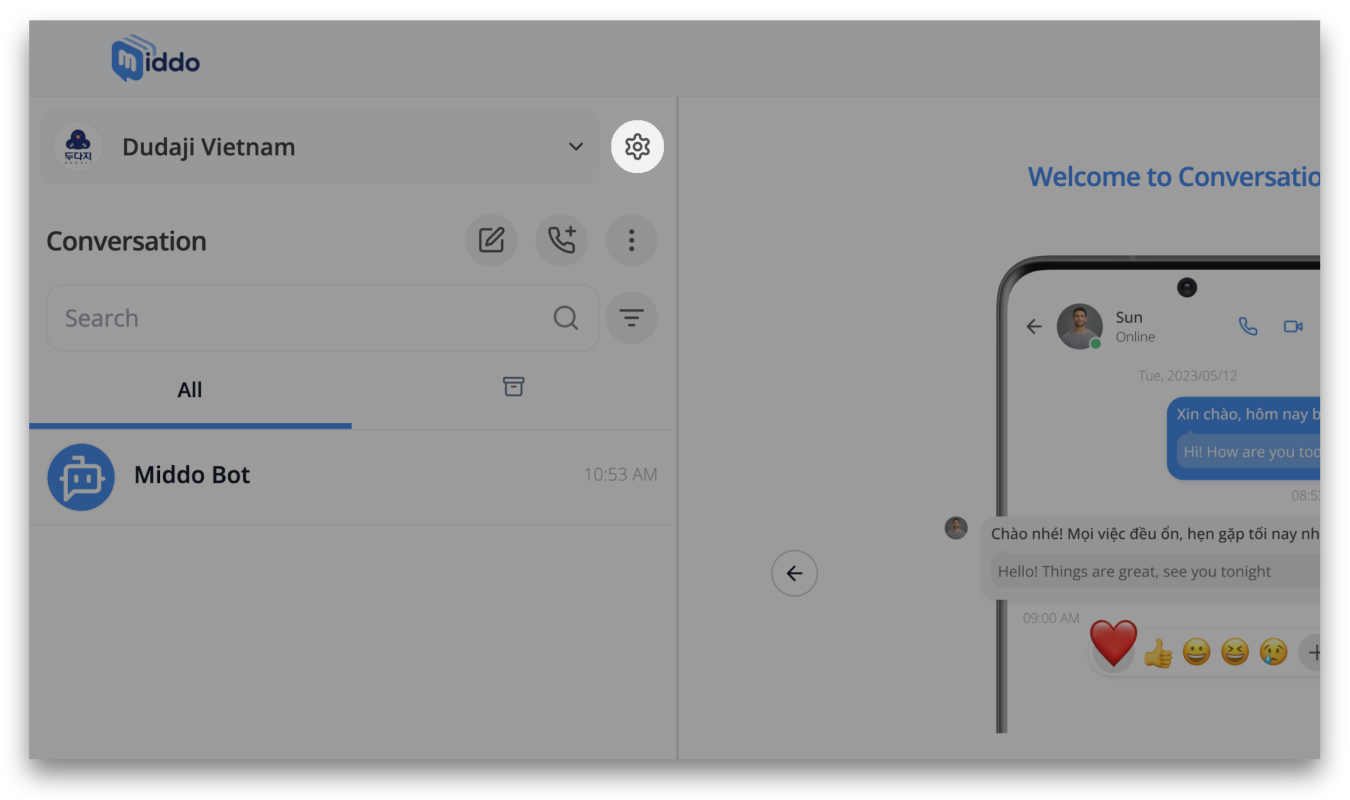 middo
두다지
Dudaji Vietnam
Conversation
Search
All
Middo Bot
10:53 AM
Welcome to Conversatio
Sun
Online
Tue, 2023/05/12
Xin chào, hôm nay b
Hi! How are you too
08:53
Chào nhé! Mọi việc đều ổn, hẹn gặp tối nay nh
Hello! Things are great, see you tonight
09:00 AM